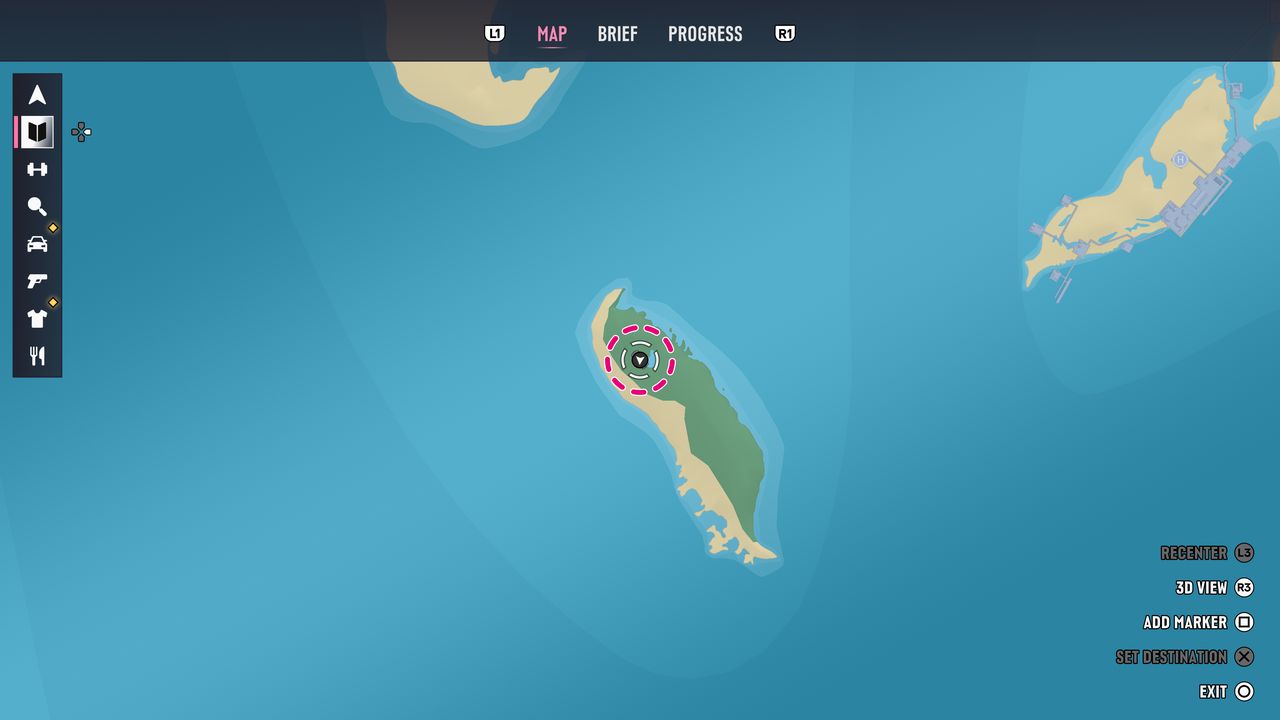 L1 MAP BRIEF PROGRESS R1
H
RECENTER L3
3D VIEW R3
ADD MARKER
SET DESTINATION
EXIT